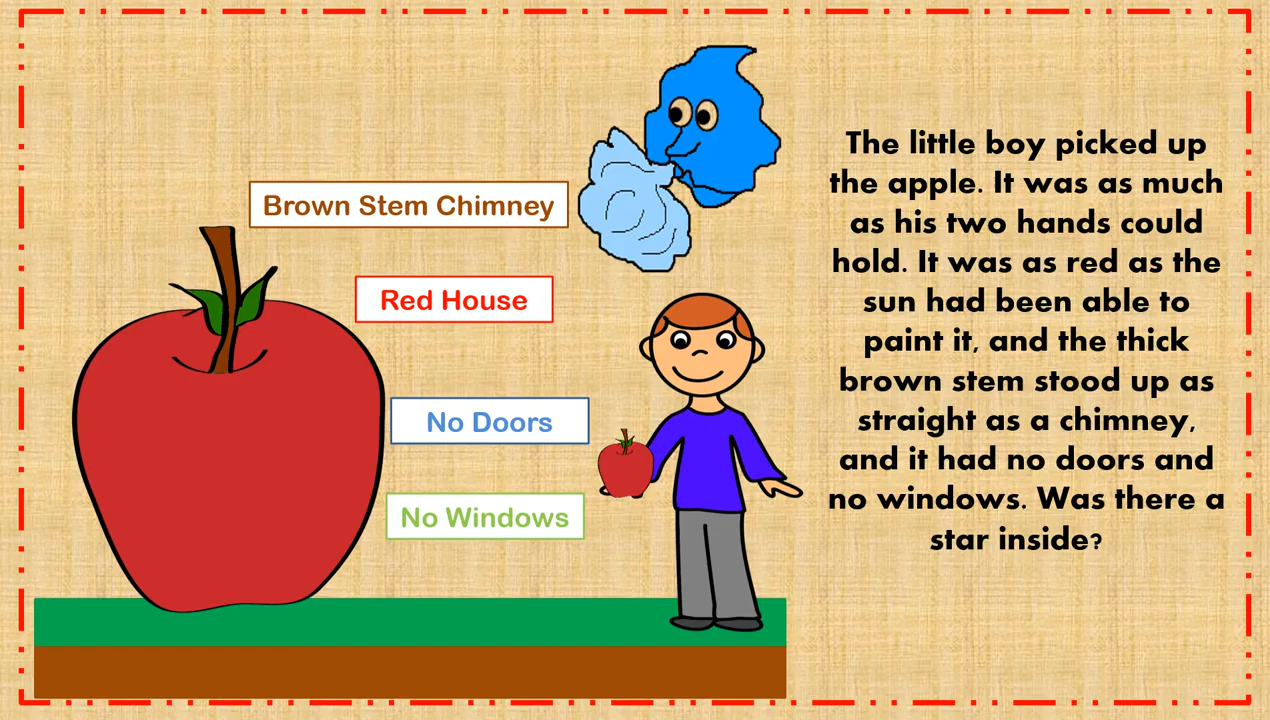 Brown Stem Chimney
Red House
No Doors
No Windows
The little boy picked up
the apple. It was as much
as his two hands could
hold. It was as red as the
sun had been able to
paint it, and the thick
brown stem stood up as
straight as a chimney,
and it had no doors and
no windows. Was there a
star inside?